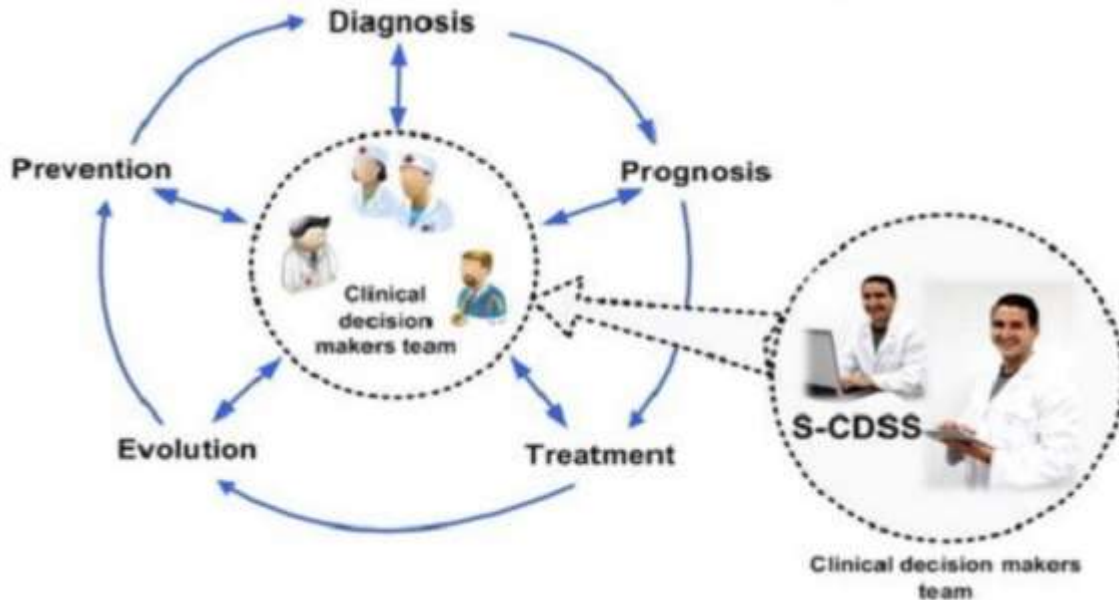 Diagnosis
Prevention
Prognosis
Clinical
decision
makers team
S-CDSS
Evolution
Treatment
Clinical decision makers
team